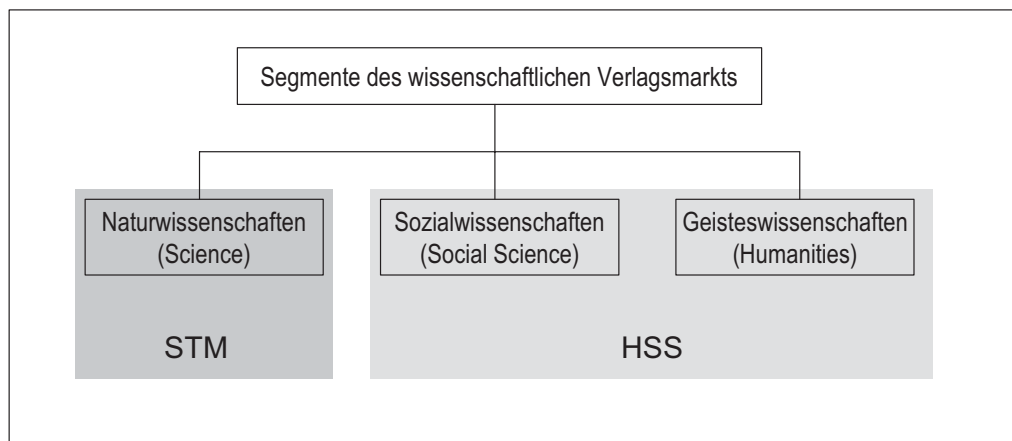 Segmente des wissenschaftlichen Verlagsmarkts
Naturwissenschaften
(Science)
Sozialwissenschaften
(Social Science)
Geisteswissenschaften
(Humanities)
STM
HSS